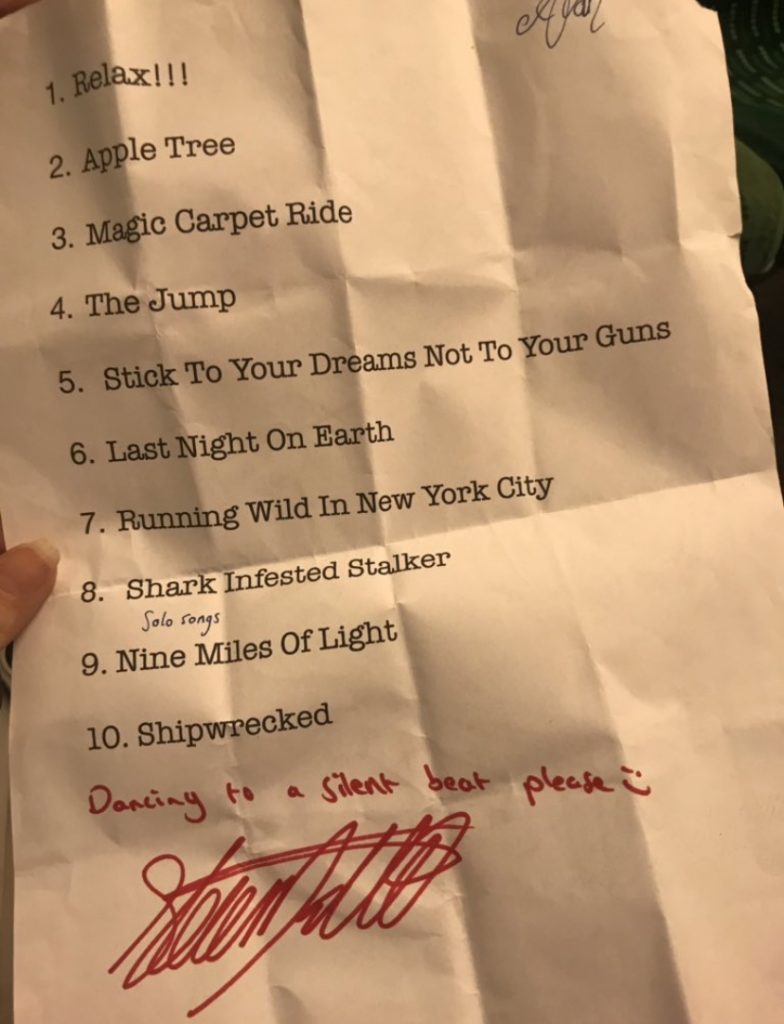 1. Relax!!!
2. Apple Tree
3. Magic Carpet Ride
4. The Jump
5. Stick To Your Dreams Not To Your Guns
6. Last Night On Earth
7. Running Wild In New York City
8. Shark Infested Stalker
Solo songs
9. Nine Miles Of Light
10. Shipwrecked
Dancing to a silent beat please